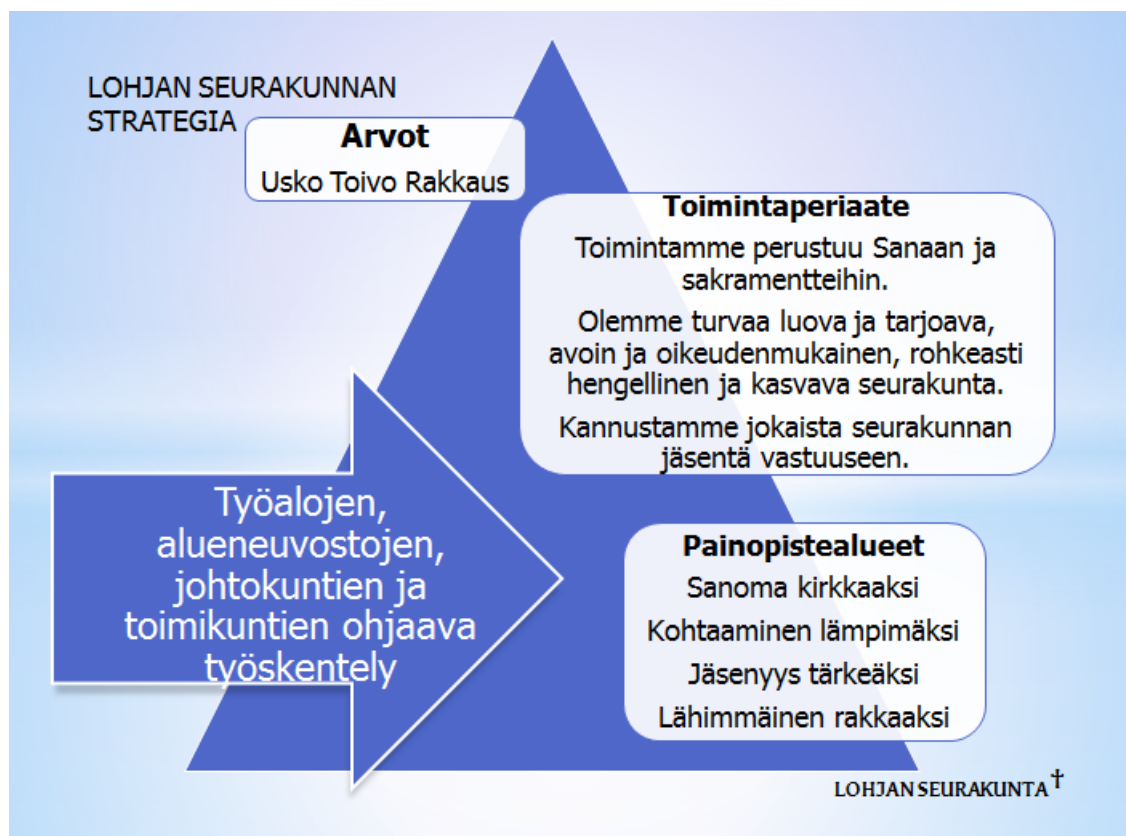 LOHJAN SEURAKUNNAN
STRATEGIA
Arvot
Usko Toivo Rakkaus
Toimintaperiaate
Toimintamme perustuu Sanaan ja
sakramentteihin.
Olemme turvaa luova ja tarjoava,
avoin ja oikeudenmukainen, rohkeasti
hengellinen ja kasvava seurakunta.
Kannustamme jokaista seurakunnan
jäsentä vastuuseen.
Työalojen,
alueneuvostojen,
johtokuntien ja
toimikuntien ohjaava
työskentely
Painopistealueet
Sanoma kirkkaaksi
Kohtaaminen lämpimäksi
Jäsenyys tärkeäksi
Lähimmäinen rakkaaksi
LOHJAN SEURAKUNTA†